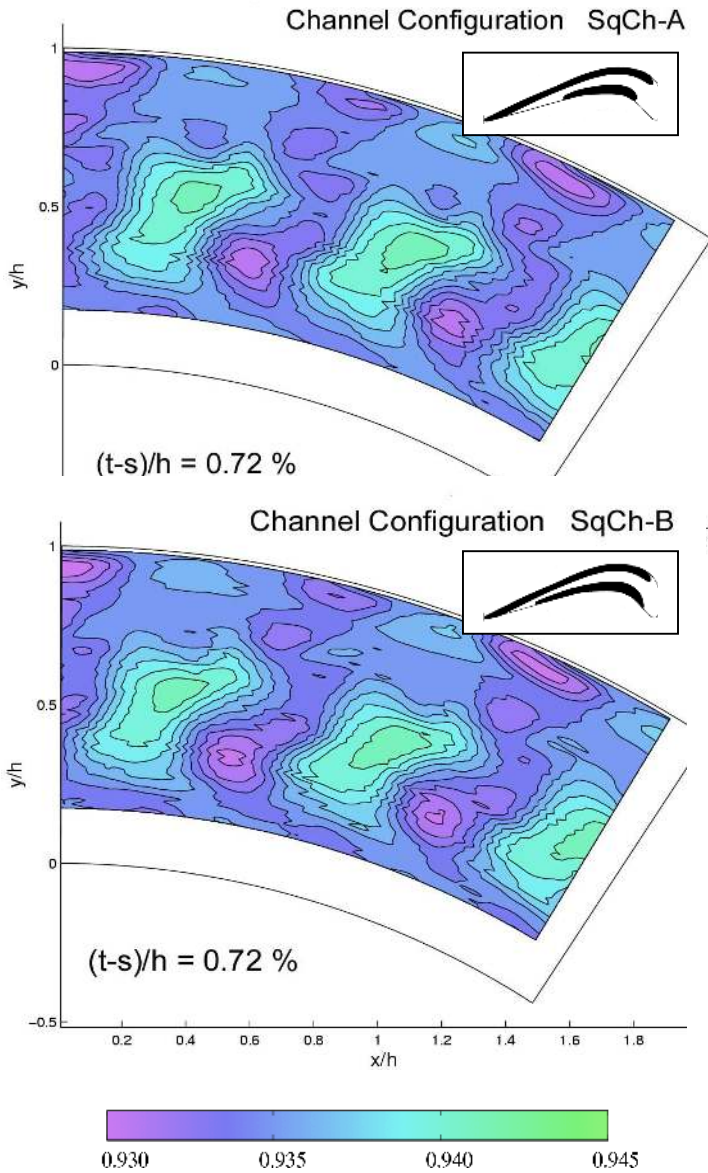 Channel Configuration SqCh-A
1
0.5
y/h
0
(t-s)/h = 0.72 %
Channel Configuration SqCh-B
1
0.5
y/h
0
(t-s)/h = 0.72 %
−0.5
0.2 0.4 0.6 0.8 1 1.2 1.4 1.6 1.8
x/h
0.930 0.935 0.940 0.945